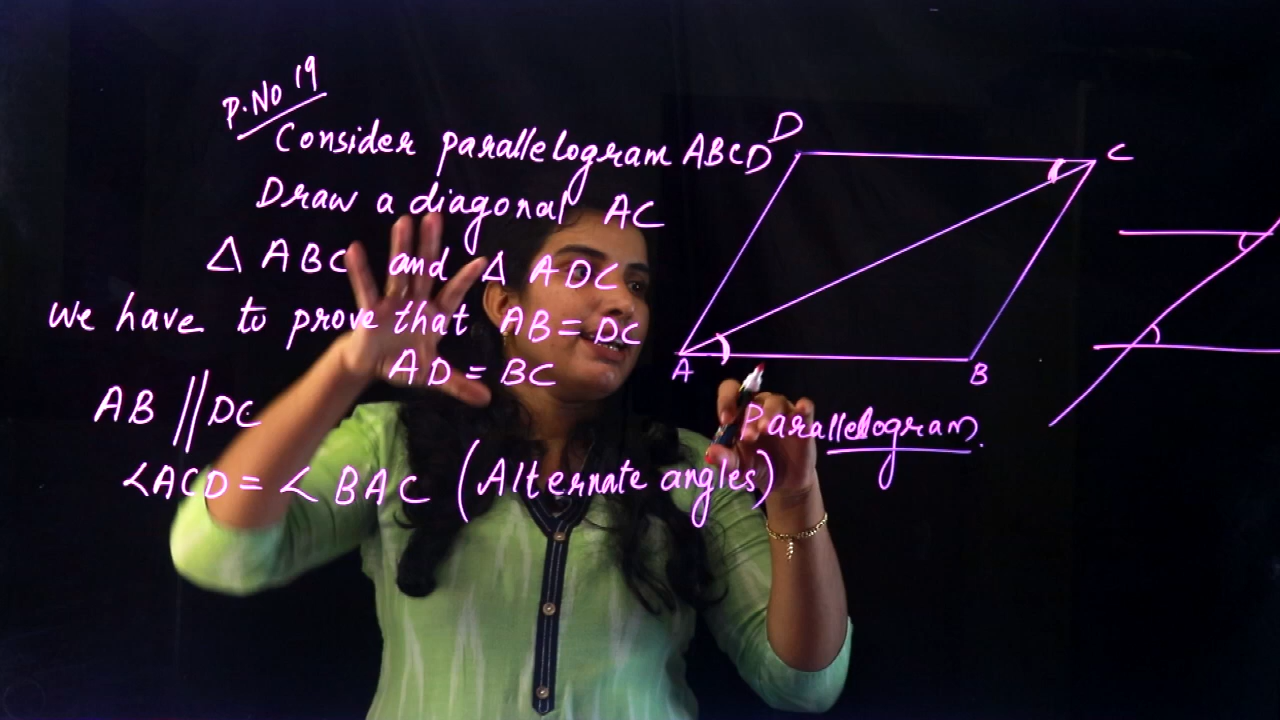 P. No 19
Consider parallelogram ABCD
Draw a diagonal AC
Δ ABC and Δ ADC
We have to prove that AB = DC
AD = BC
AB // DC
∠ACD = ∠BAC (Alternate angles)
D
C
A
B
Parallelogram.